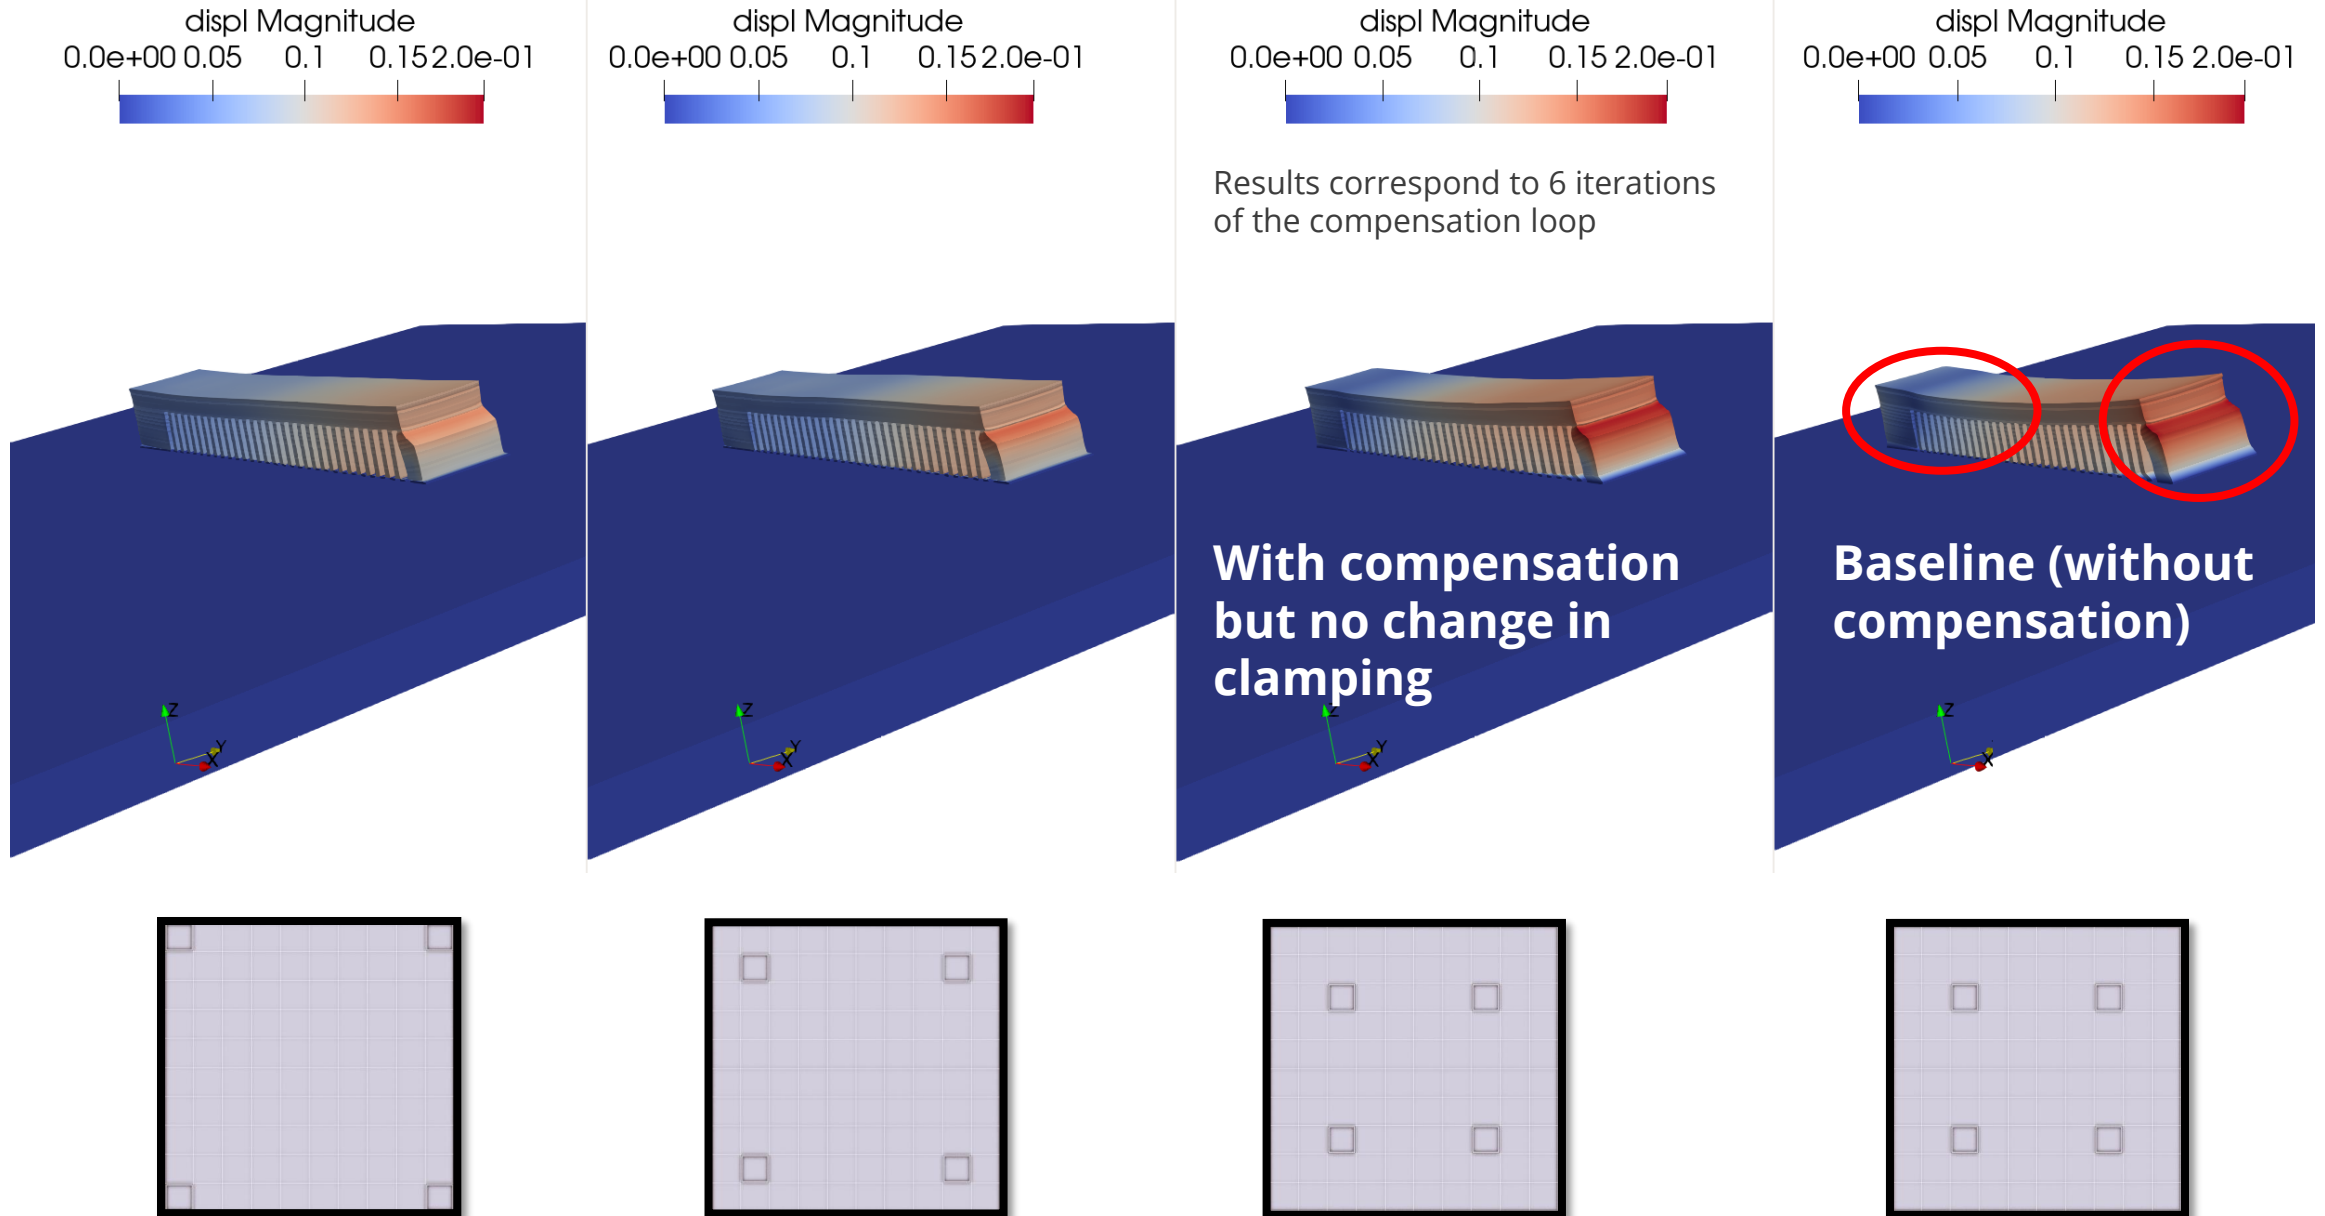 displ Magnitude
0.0e+00 0.05 0.1 0.15 2.0e-01
displ Magnitude
0.0e+00 0.05 0.1 0.15 2.0e-01
displ Magnitude
0.0e+00 0.05 0.1 0.15 2.0e-01
displ Magnitude
0.0e+00 0.05 0.1 0.15 2.0e-01
Results correspond to 6 iterations
of the compensation loop
With compensation
but no change in
clamping
Baseline (without
compensation)
Z
Y
X
Z
Y
X
Z
Y
X
Z
X